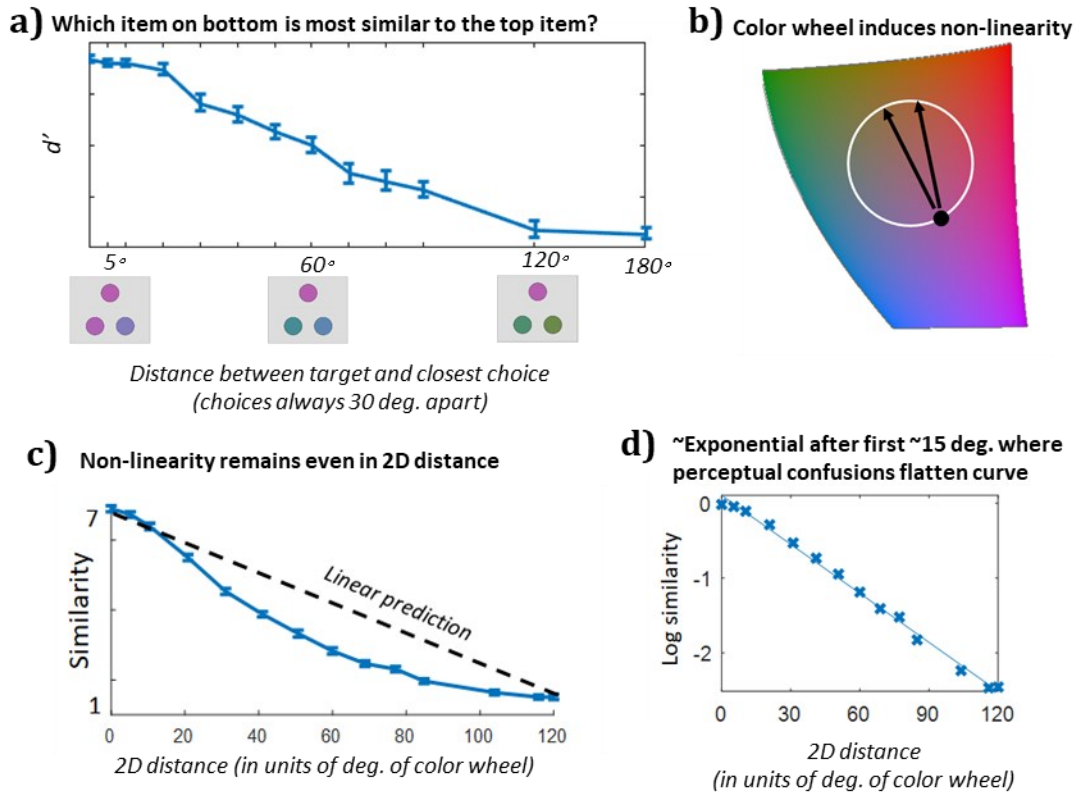 a) Which item on bottom is most similar to the top item?
d'
5° 60° 120° 180°
Distance between target and closest choice
(choices always 30 deg. apart)
b) Color wheel induces non-linearity
c) Non-linearity remains even in 2D distance
7
Similarity
1
Linear prediction
0 20 40 60 80 100 120
2D distance (in units of deg. of color wheel)
d) ~Exponential after first ~15 deg. where
perceptual confusions flatten curve
0
-1
-2
Log similarity
0 30 60 90 120
2D distance
(in units of deg. of color wheel)